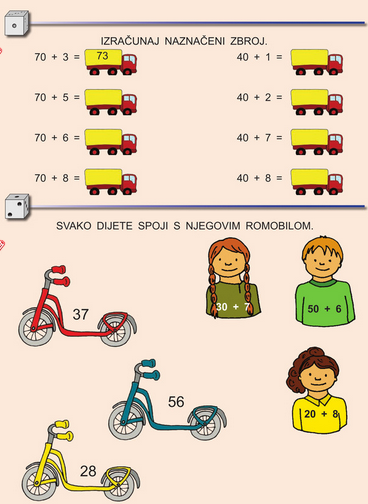 IZRAČUNAJ NAZNAČENI ZBROJ.
70 + 3 = 73 40 + 1 =
70 + 5 = 40 + 2 =
70 + 6 = 40 + 7 =
70 + 8 = 40 + 8 =
SVAKO DIJETE SPOJI S NJEGOVIM ROMOBILOM.
30 + 7
50 + 6
37
56
20 + 8
28